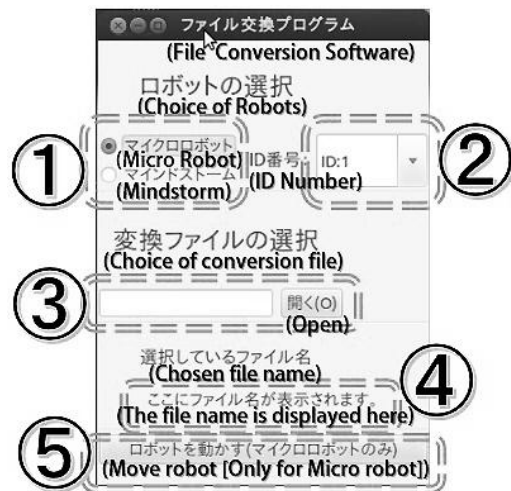 ファイル交換プログラム
(File Conversion Software)
ロボットの選択
(Choice of Robots)
①
マイクロロボット
(Micro Robot)
マインドストーム
(Mindstorm)
ID番号:
(ID Number)
ID:1
②
変換ファイルの選択
(Choice of conversion file)
③
開く(O)
(Open)
選択しているファイル名
(Chosen file name)
ここにファイル名が表示されます。
(The file name is displayed here)
④
⑤
ロボットを動かす(マイクロロボットのみ)
(Move robot [Only for Micro robot])